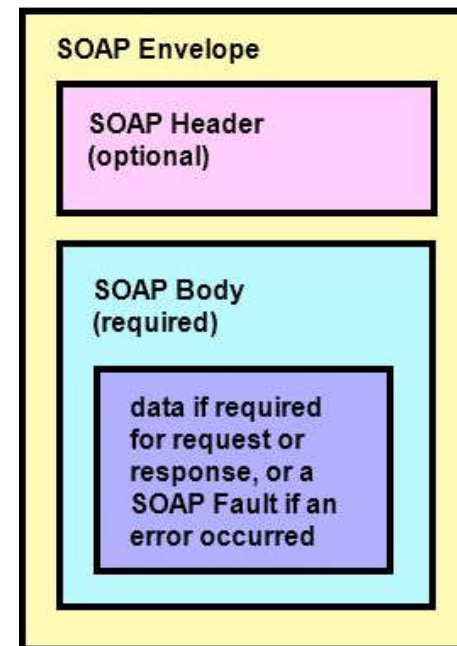 SOAP Envelope
SOAP Header
(optional)
SOAP Body
(required)
data if required
for request or
response, or a
SOAP Fault if an
error occurred